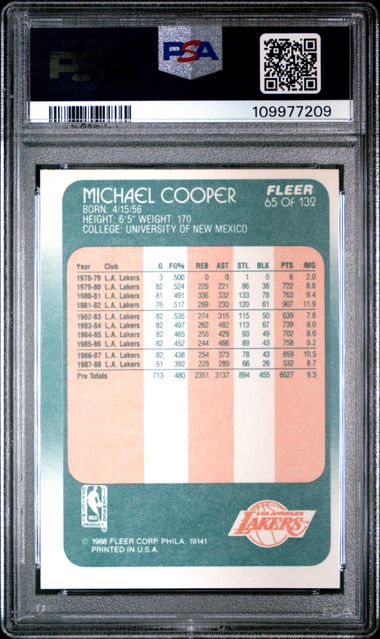 PSA
109977209
MICHAEL COOPER
FLEER
65 OF 132
BORN: 4/15/56
HEIGHT: 6'5" WEIGHT: 170
COLLEGE: UNIVERSITY OF NEW MEXICO
Year Club G FG% REB AST STL BLK PTS AVG
1978-79 L.A. Lakers 3 .500 0 0 1 0 6 2.0
1979-80 L.A. Lakers 82 .524 229 221 86 38 722 8.8
1980-81 L.A. Lakers 81 .491 336 332 133 78 763 9.4
1981-82 L.A. Lakers 76 .517 269 230 120 61 907 11.9
1982-83 L.A. Lakers 82 .535 274 315 115 50 639 7.8
1983-84 L.A. Lakers 82 .497 262 482 113 67 739 9.0
1984-85 L.A. Lakers 82 .465 255 429 93 49 702 8.6
1985-86 L.A. Lakers 82 .452 244 466 89 43 758 9.2
1986-87 L.A. Lakers 82 .438 254 373 78 43 859 10.5
1987-88 L.A. Lakers 61 .392 228 289 66 26 532 8.7
Pro Totals 713 .480 2351 3137 894 455 6627 9.3
NBA
PRODUCT
LOS ANGELES
LAKERS
© 1988 FLEER CORP. PHILA. 19141
PRINTED IN U.S.A.